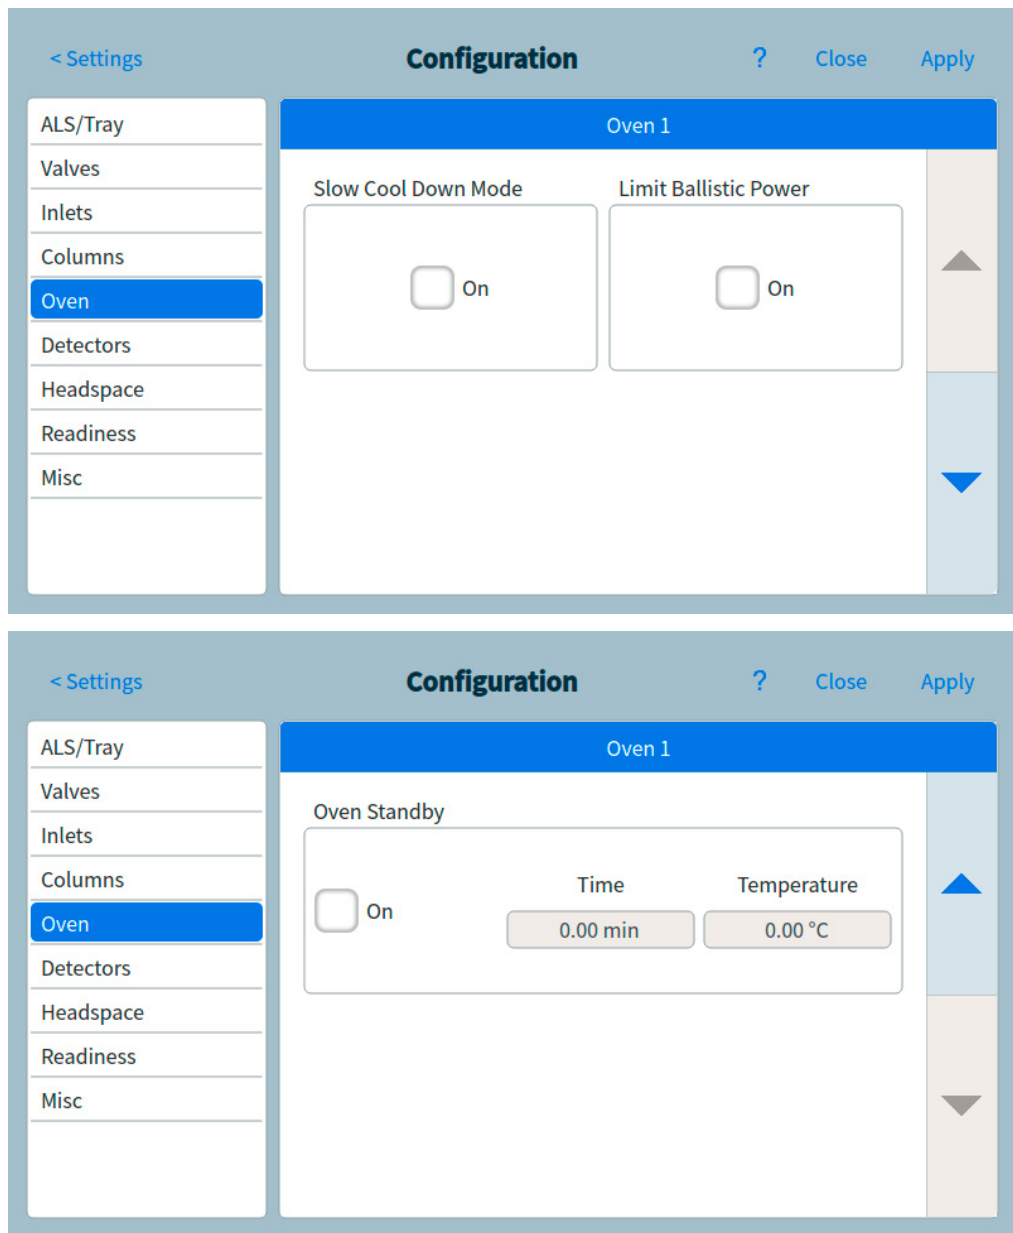 < Settings Configuration ? Close Apply
ALS/Tray
Valves
Inlets
Columns
Oven
Detectors
Headspace
Readiness
Misc
Oven 1
Slow Cool Down Mode Limit Ballistic Power
On On
< Settings Configuration ? Close Apply
ALS/Tray
Valves
Inlets
Columns
Oven
Detectors
Headspace
Readiness
Misc
Oven 1
Oven Standby
On
Time Temperature
0.00 min 0.00 °C